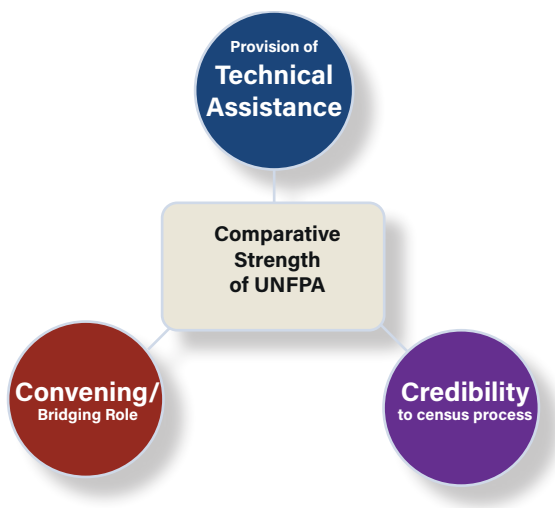 Provision of
Technical
Assistance
Comparative
Strength
of UNFPA
Convening/
Bridging Role
Credibility
to census process